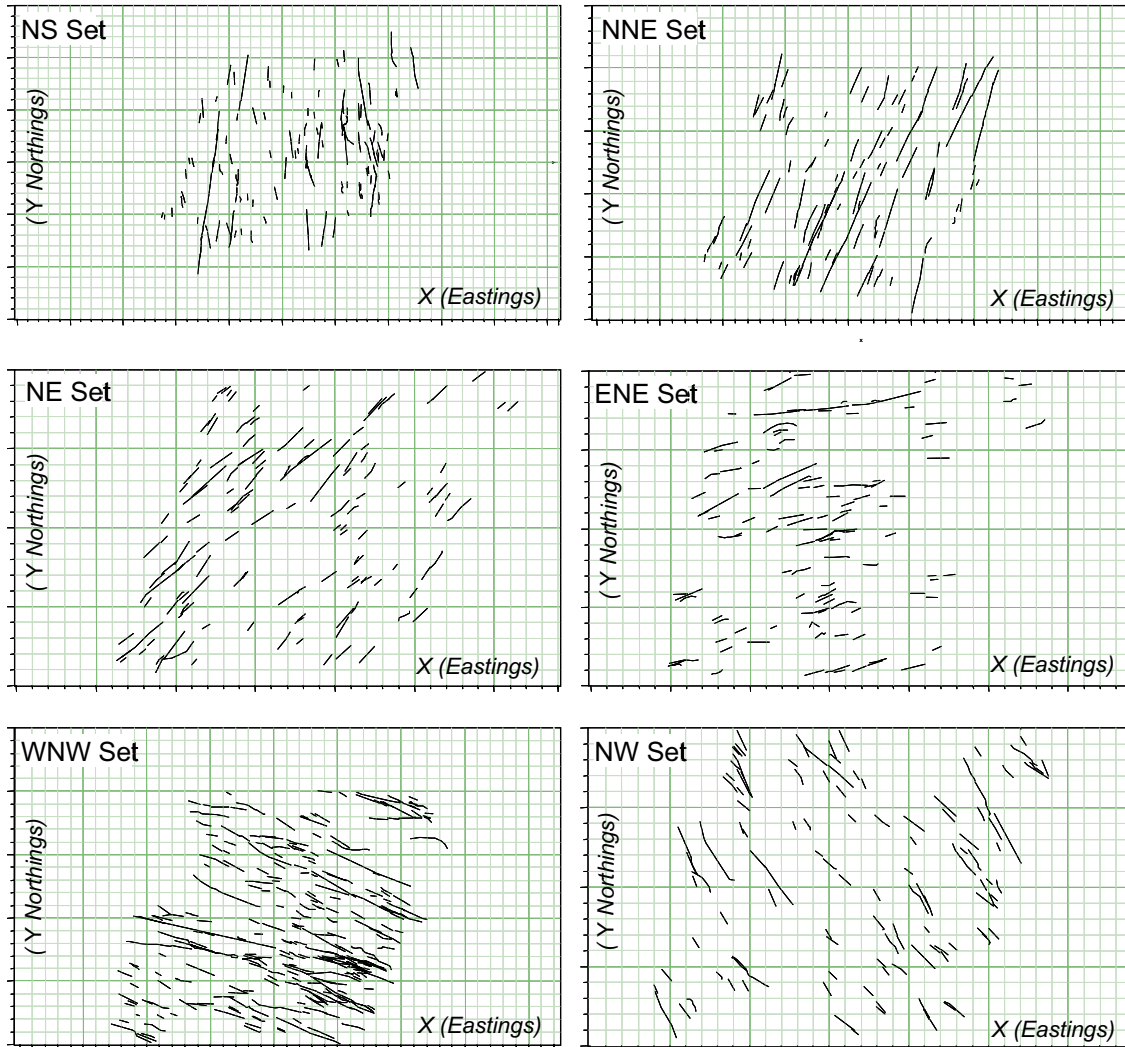 NS Set
(Y Northings)
X (Eastings)
NNE Set
(Y Northings)
X (Eastings)
NE Set
( Y Northings)
X (Eastings)
ENE Set
( Y Northings)
X (Eastings)
WNW Set
( Y Northings)
X (Eastings)
NW Set
( Y Northings)
X (Eastings)